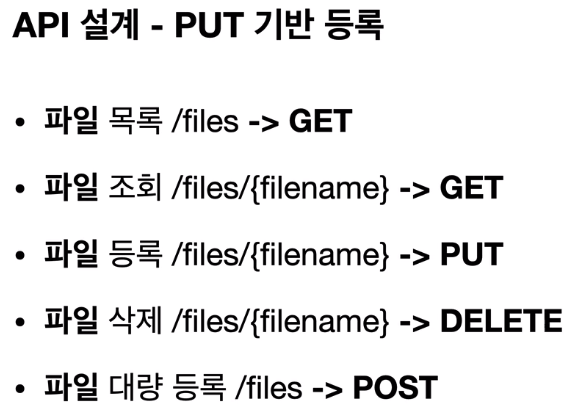 API 설계 - PUT 기반 등록
• 파일 목록 /files -> GET
• 파일 조회 /files/{filename} -> GET
• 파일 등록 /files/{filename} -> PUT
• 파일 삭제 /files/{filename} -> DELETE
• 파일 대량 등록 /files -> POST